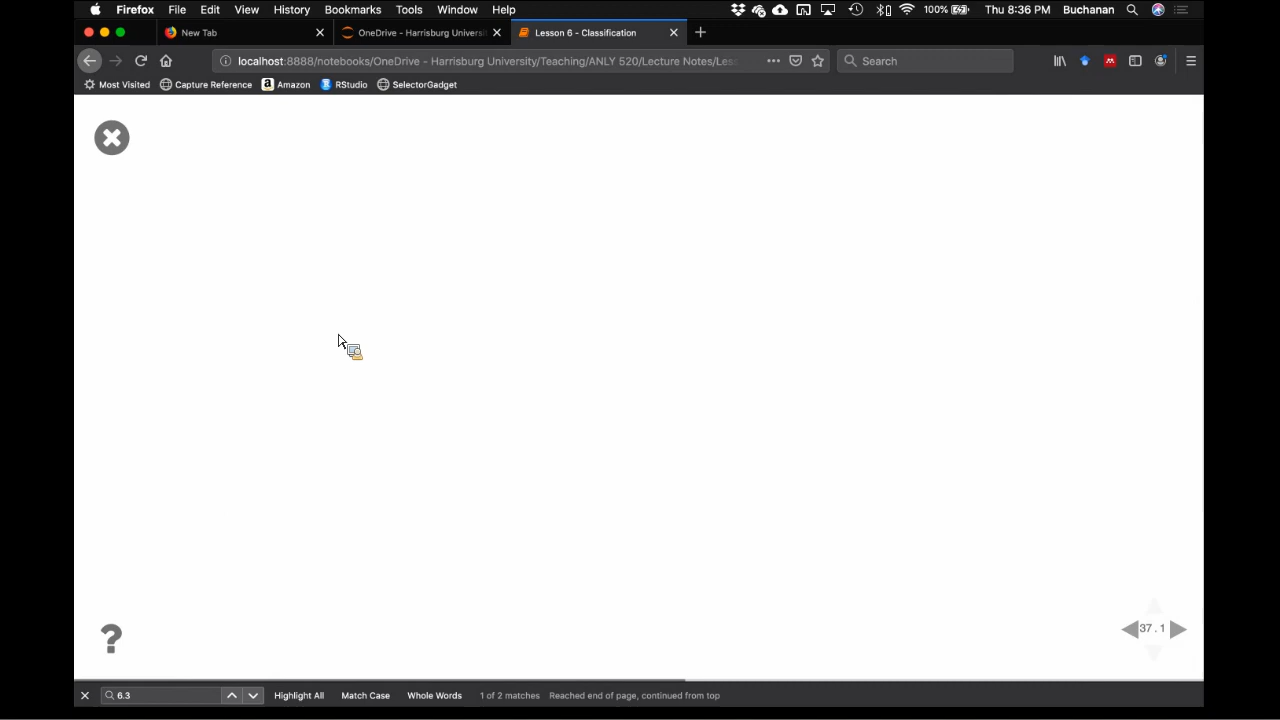 Firefox File Edit View History Bookmarks Tools Window Help 100% Thu 8:36 PM Buchanan
New Tab OneDrive - Harrisburg Universi Lesson 6 - Classification
localhost:8888/notebooks/OneDrive - Harrisburg University/Teaching/ANLY 520/Lecture Notes/Less Search
Most Visited Capture Reference Amazon RStudio SelectorGadget
37.1
6.3 Highlight All Match Case Whole Words 1 of 2 matches Reached end of page, continued from top